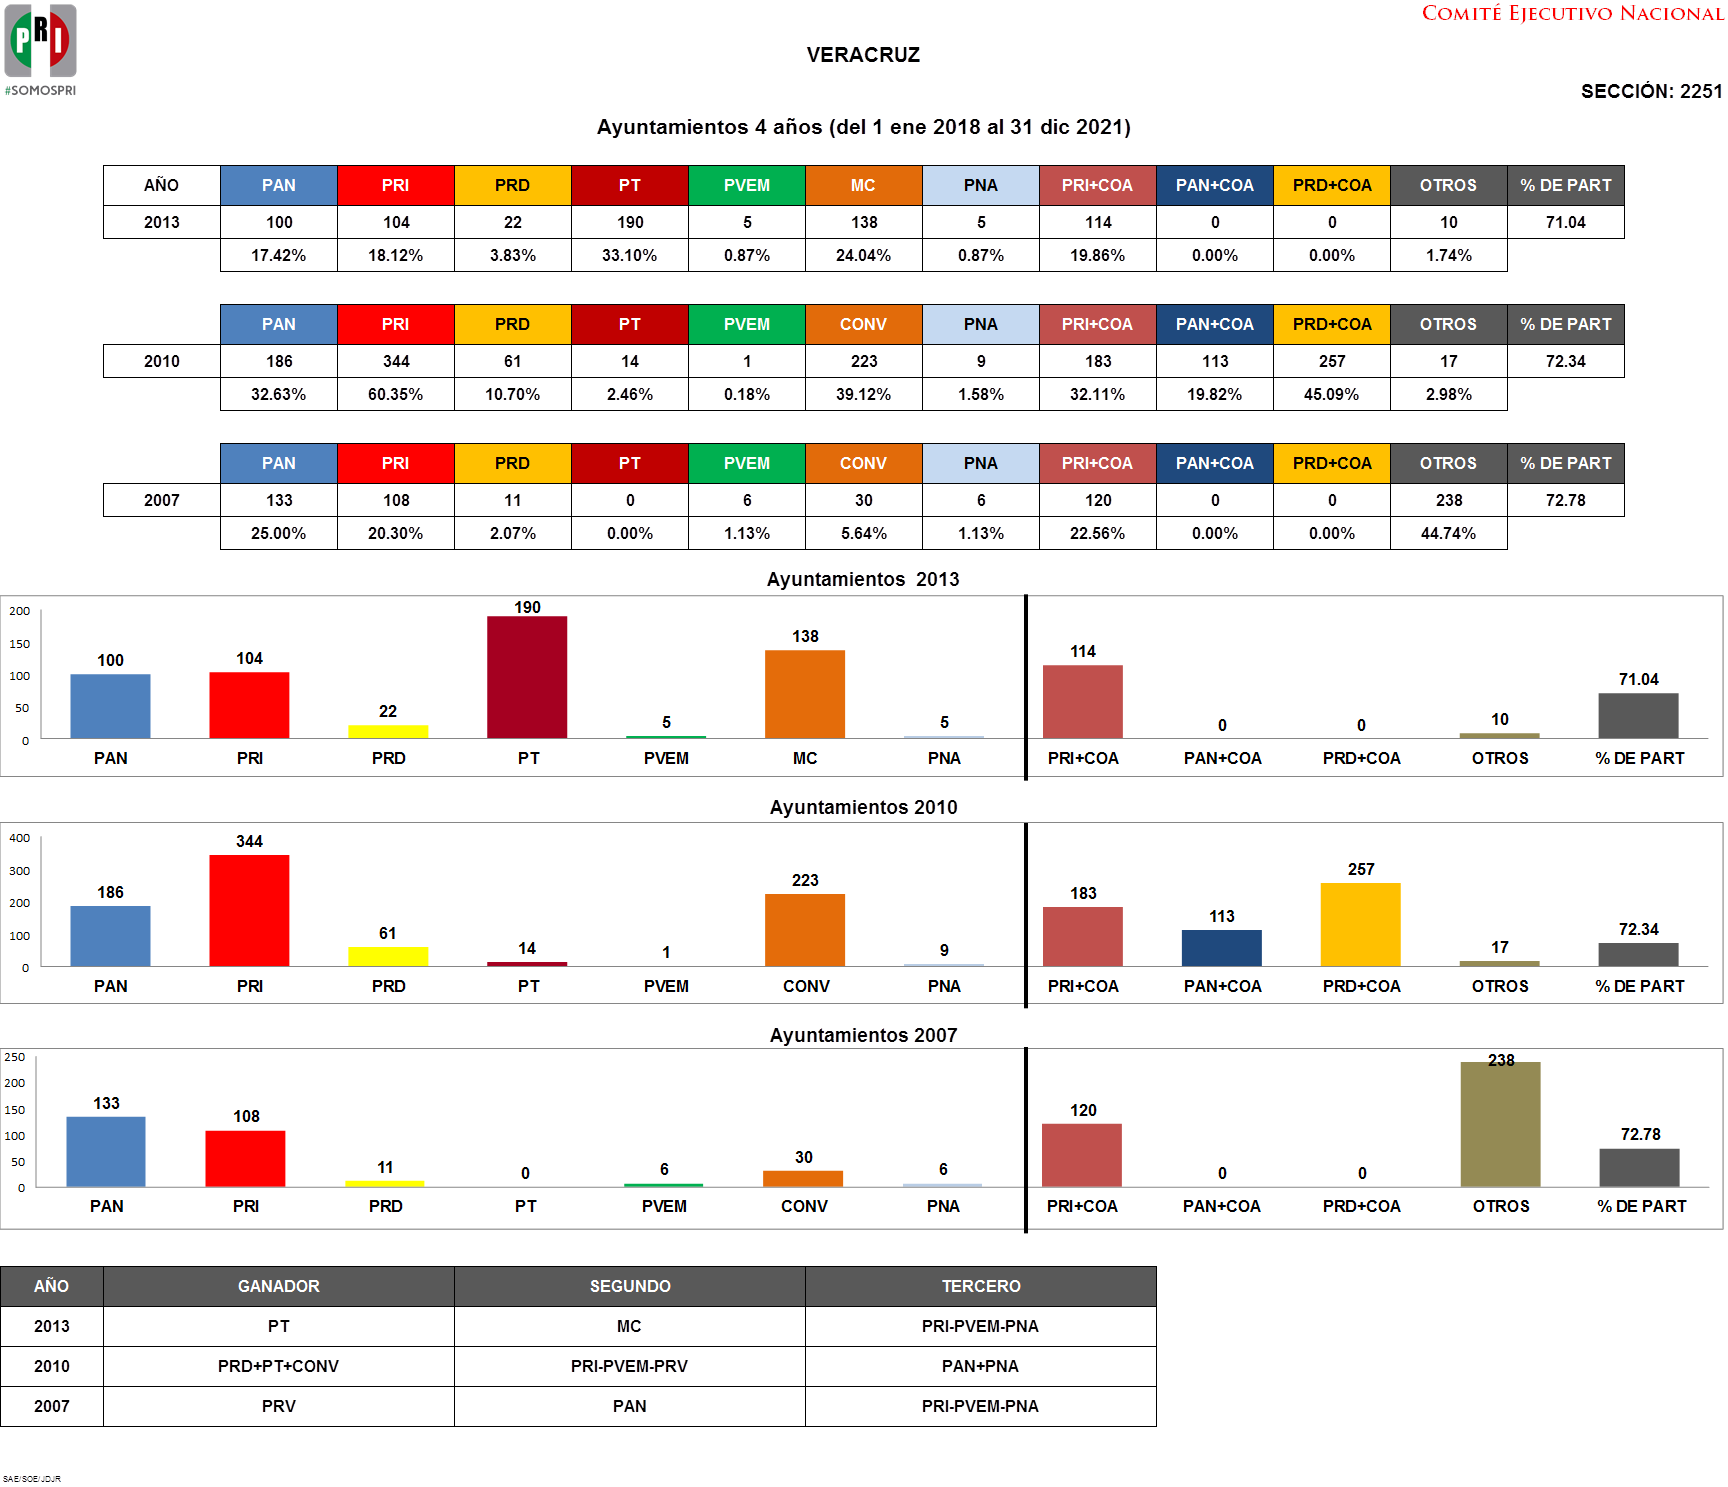 PRI
#SOMOSPRI
COMITÉ EJECUTIVO NACIONAL
VERACRUZ
SECCIÓN: 2251
Ayuntamientos 4 años (del 1 ene 2018 al 31 dic 2021)
AÑO PAN PRI PRD PT PVEM MC PNA PRI+COA PAN+COA PRD+COA OTROS % DE PART
2013 100 104 22 190 5 138 5 114 0 0 10 71.04
17.42% 18.12% 3.83% 33.10% 0.87% 24.04% 0.87% 19.86% 0.00% 0.00% 1.74%
PAN PRI PRD PT PVEM CONV PNA PRI+COA PAN+COA PRD+COA OTROS % DE PART
2010 186 344 61 14 1 223 9 183 113 257 17 72.34
32.63% 60.35% 10.70% 2.46% 0.18% 39.12% 1.58% 32.11% 19.82% 45.09% 2.98%
PAN PRI PRD PT PVEM CONV PNA PRI+COA PAN+COA PRD+COA OTROS % DE PART
2007 133 108 11 0 6 30 6 120 0 0 238 72.78
25.00% 20.30% 2.07% 0.00% 1.13% 5.64% 1.13% 22.56% 0.00% 0.00% 44.74%
Ayuntamientos 2013
200
150
100
50
0
100 104 22 190 5 138 5 114 0 0 10 71.04
PAN PRI PRD PT PVEM MC PNA PRI+COA PAN+COA PRD+COA OTROS % DE PART
Ayuntamientos 2010
400
300
200
100
0
186 344 61 14 1 223 9 183 113 257 17 72.34
PAN PRI PRD PT PVEM CONV PNA PRI+COA PAN+COA PRD+COA OTROS % DE PART
Ayuntamientos 2007
250
200
150
100
50
0
133 108 11 0 6 30 6 120 0 0 238 72.78
PAN PRI PRD PT PVEM CONV PNA PRI+COA PAN+COA PRD+COA OTROS % DE PART
AÑO GANADOR SEGUNDO TERCERO
2013 PT MC PRI-PVEM-PNA
2010 PRD+PT+CONV PRI-PVEM-PRV PAN+PNA
2007 PRV PAN PRI-PVEM-PNA
SAE/SOE/JDJR